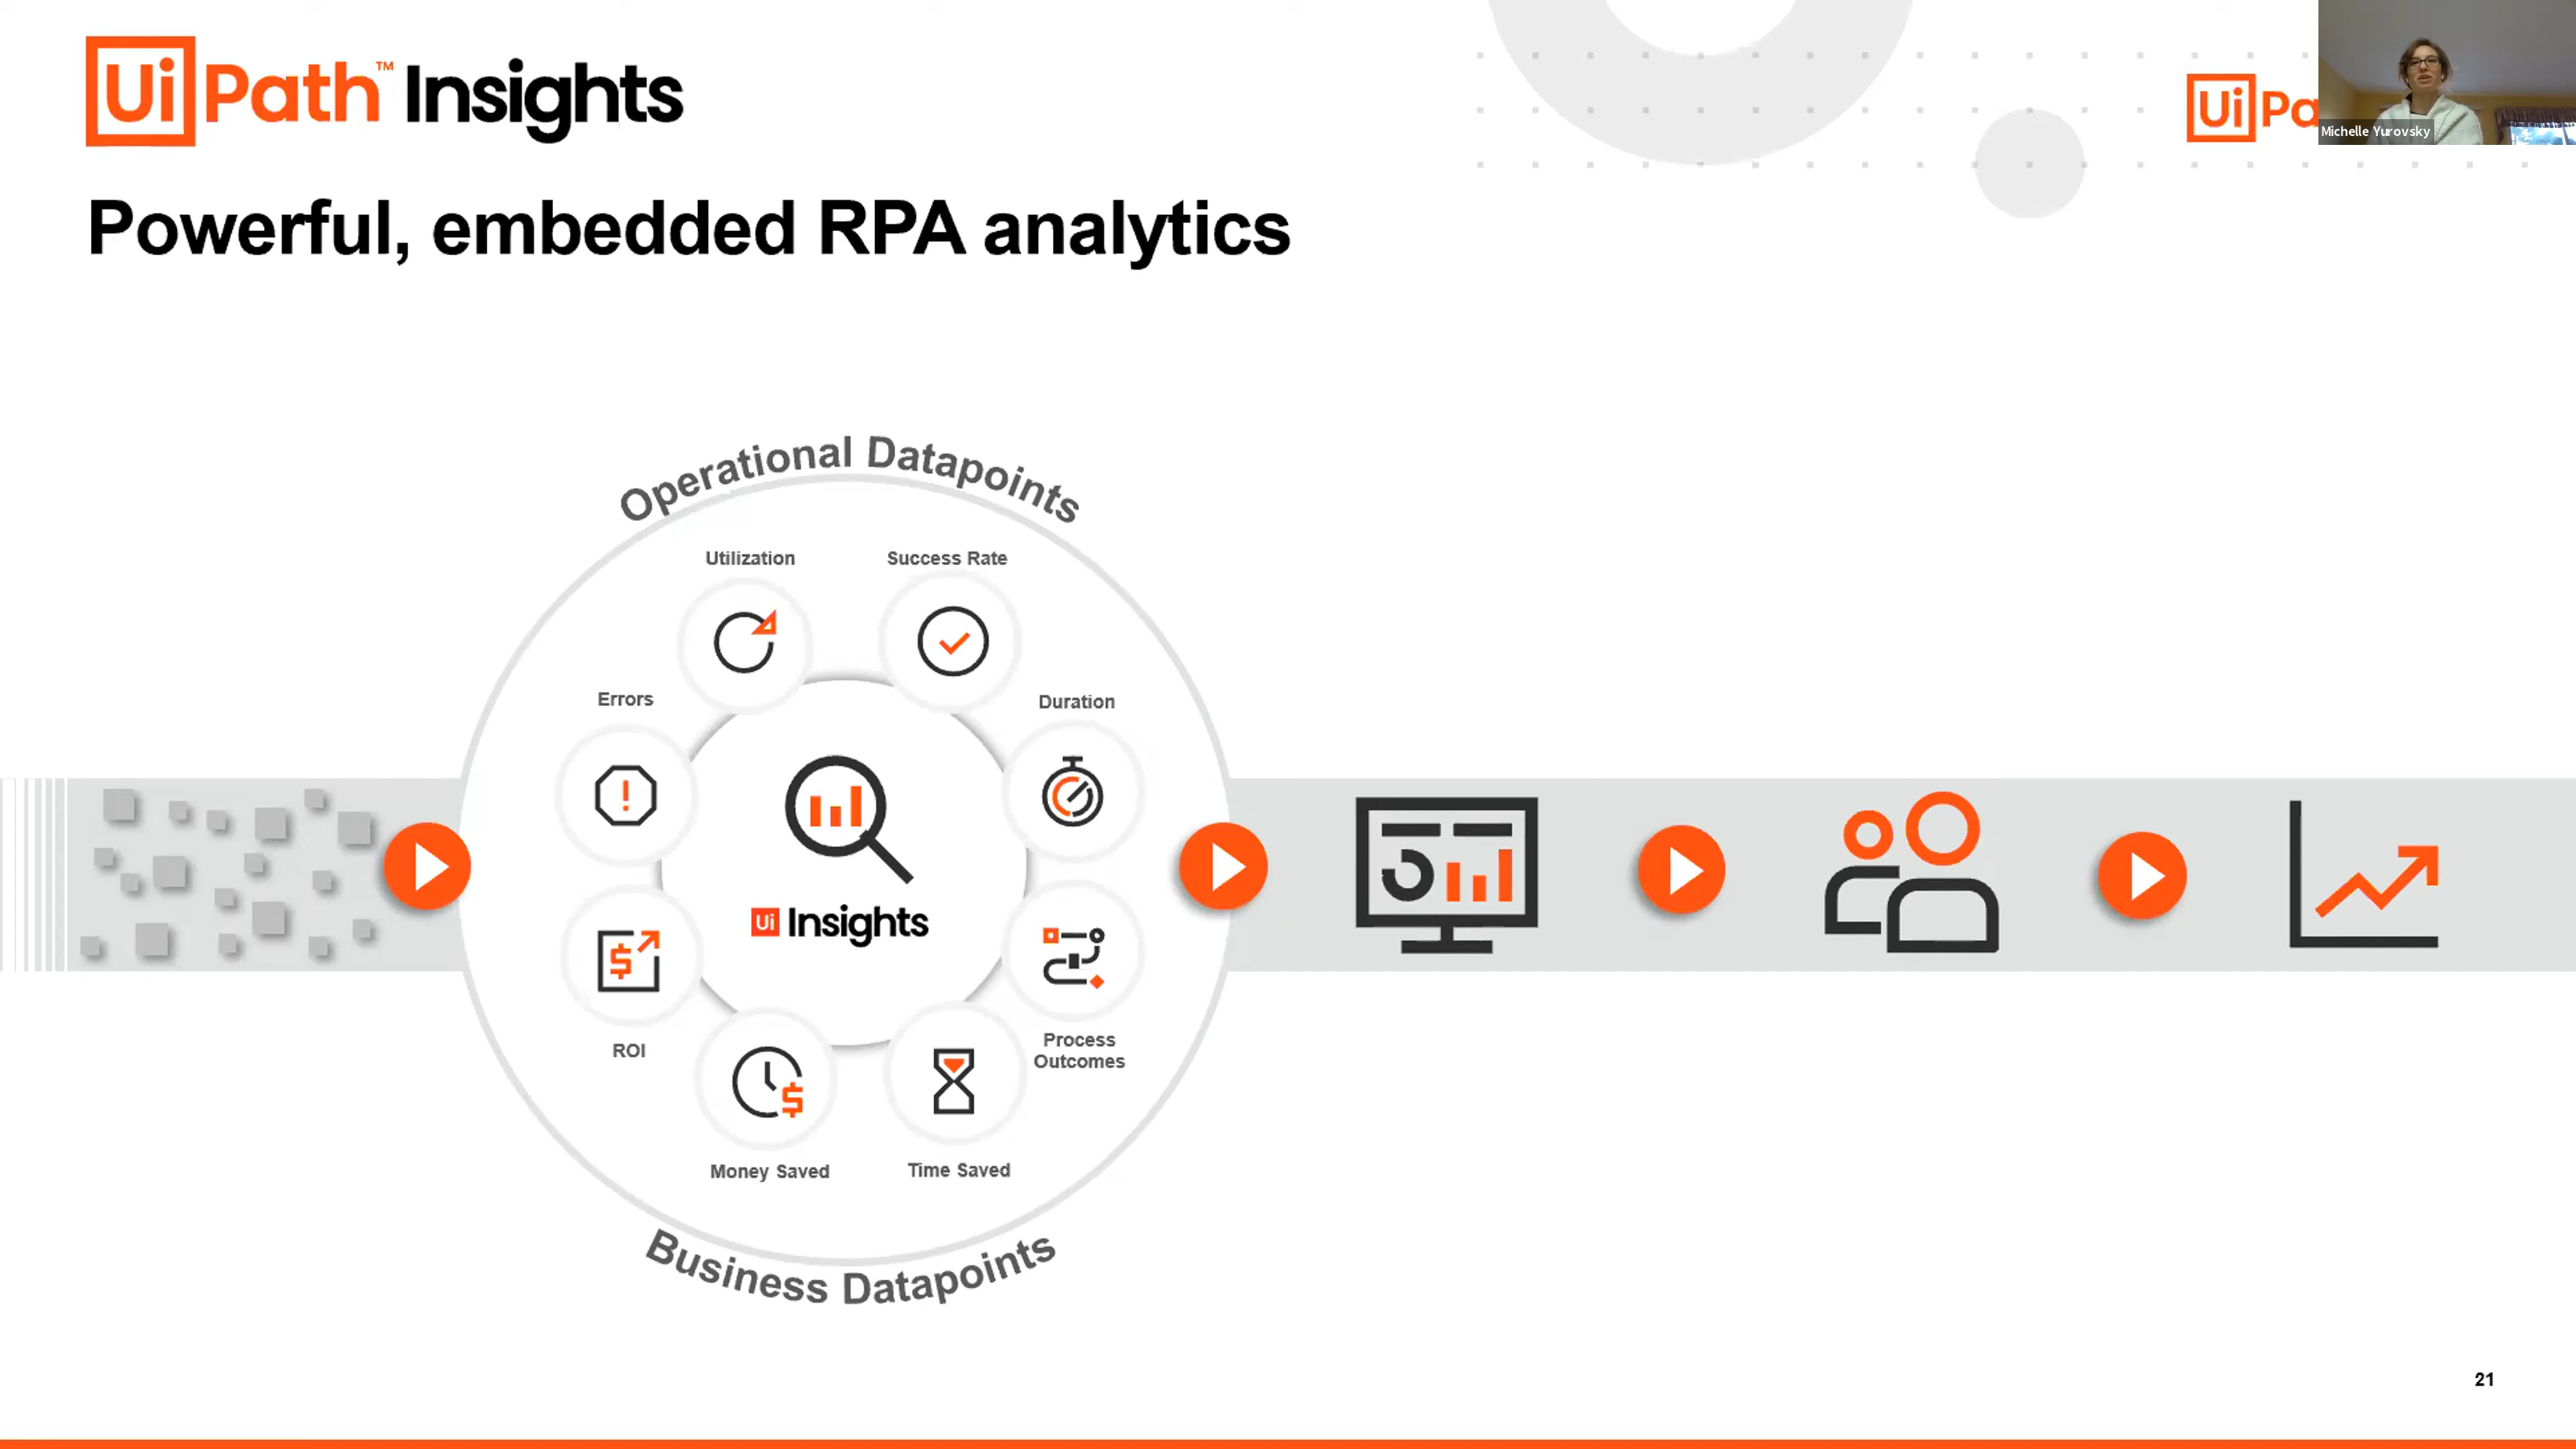 UiPath™ Insights
UiPa
Michelle Yurovsky
Powerful, embedded RPA analytics
Operational Datapoints
Utilization
Success Rate
Errors
Duration
Ui Insights
ROI
Process
Outcomes
Money Saved
Time Saved
Business Datapoints
21